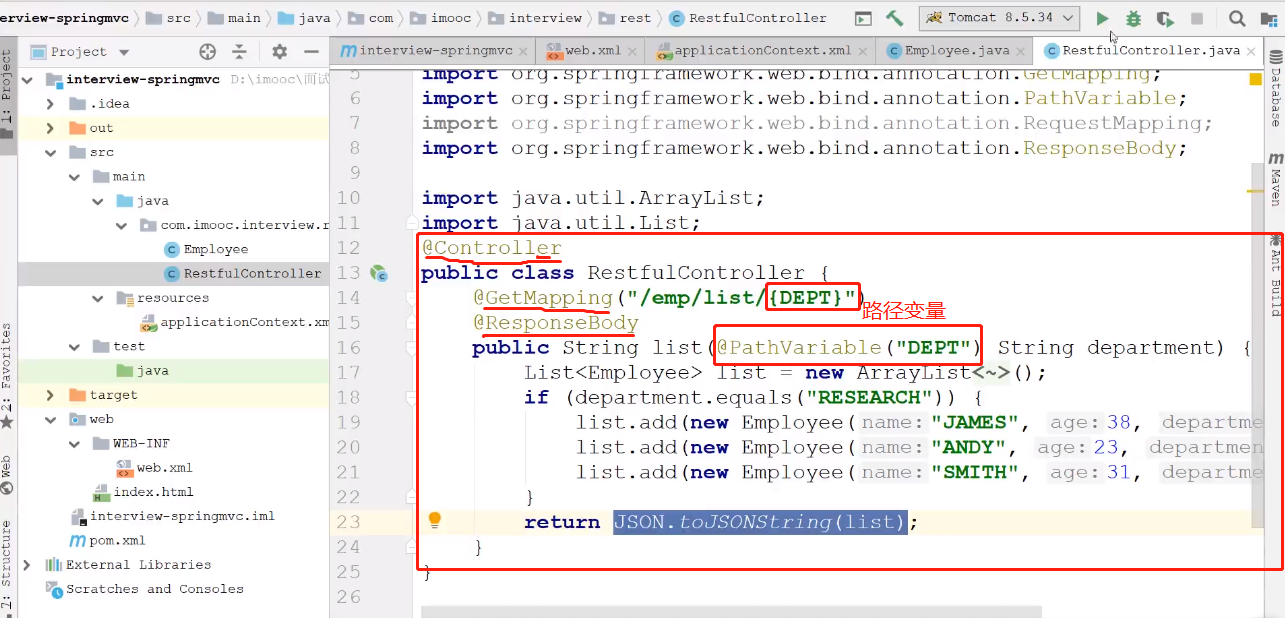 erview-springmvc src main java com imooc interview rest RestfulController Tomcat 8.5.34
Project
interview-springmvc web.xml applicationContext.xml Employee.java RestfulController.java
1: Project
interview-springmvc D:\imooc\面试
.idea
out
src
main
java
com.imooc.interview.r
Employee
RestfulController
resources
applicationContext.xm
test
java
target
web
WEB-INF
web.xml
index.html
interview-springmvc.iml
pom.xml
External Libraries
Scratches and Consoles
2: Favorites
Web
7: Structure
5 import org.springframework.web.bind.annotation.GetMapping;
6 import org.springframework.web.bind.annotation.PathVariable;
7 import org.springframework.web.bind.annotation.RequestMapping;
8 import org.springframework.web.bind.annotation.ResponseBody;
9
10 import java.util.ArrayList;
11 import java.util.List;
12 @Controller
13 public class RestfulController {
14 @GetMapping("/emp/list/{DEPT}")
路径变量
15 @ResponseBody
16 public String list(@PathVariable("DEPT") String department) {
17 List<Employee> list = new ArrayList<~>();
18 if (department.equals("RESEARCH")) {
19 list.add(new Employee( name: "JAMES", age: 38, departme
20 list.add(new Employee( name: "ANDY", age: 23, departmen
21 list.add(new Employee( name: "SMITH", age: 31, departme
22 }
23 return JSON.toJSONString(list);
24 }
25 }
26
Database
Maven
Ant Build